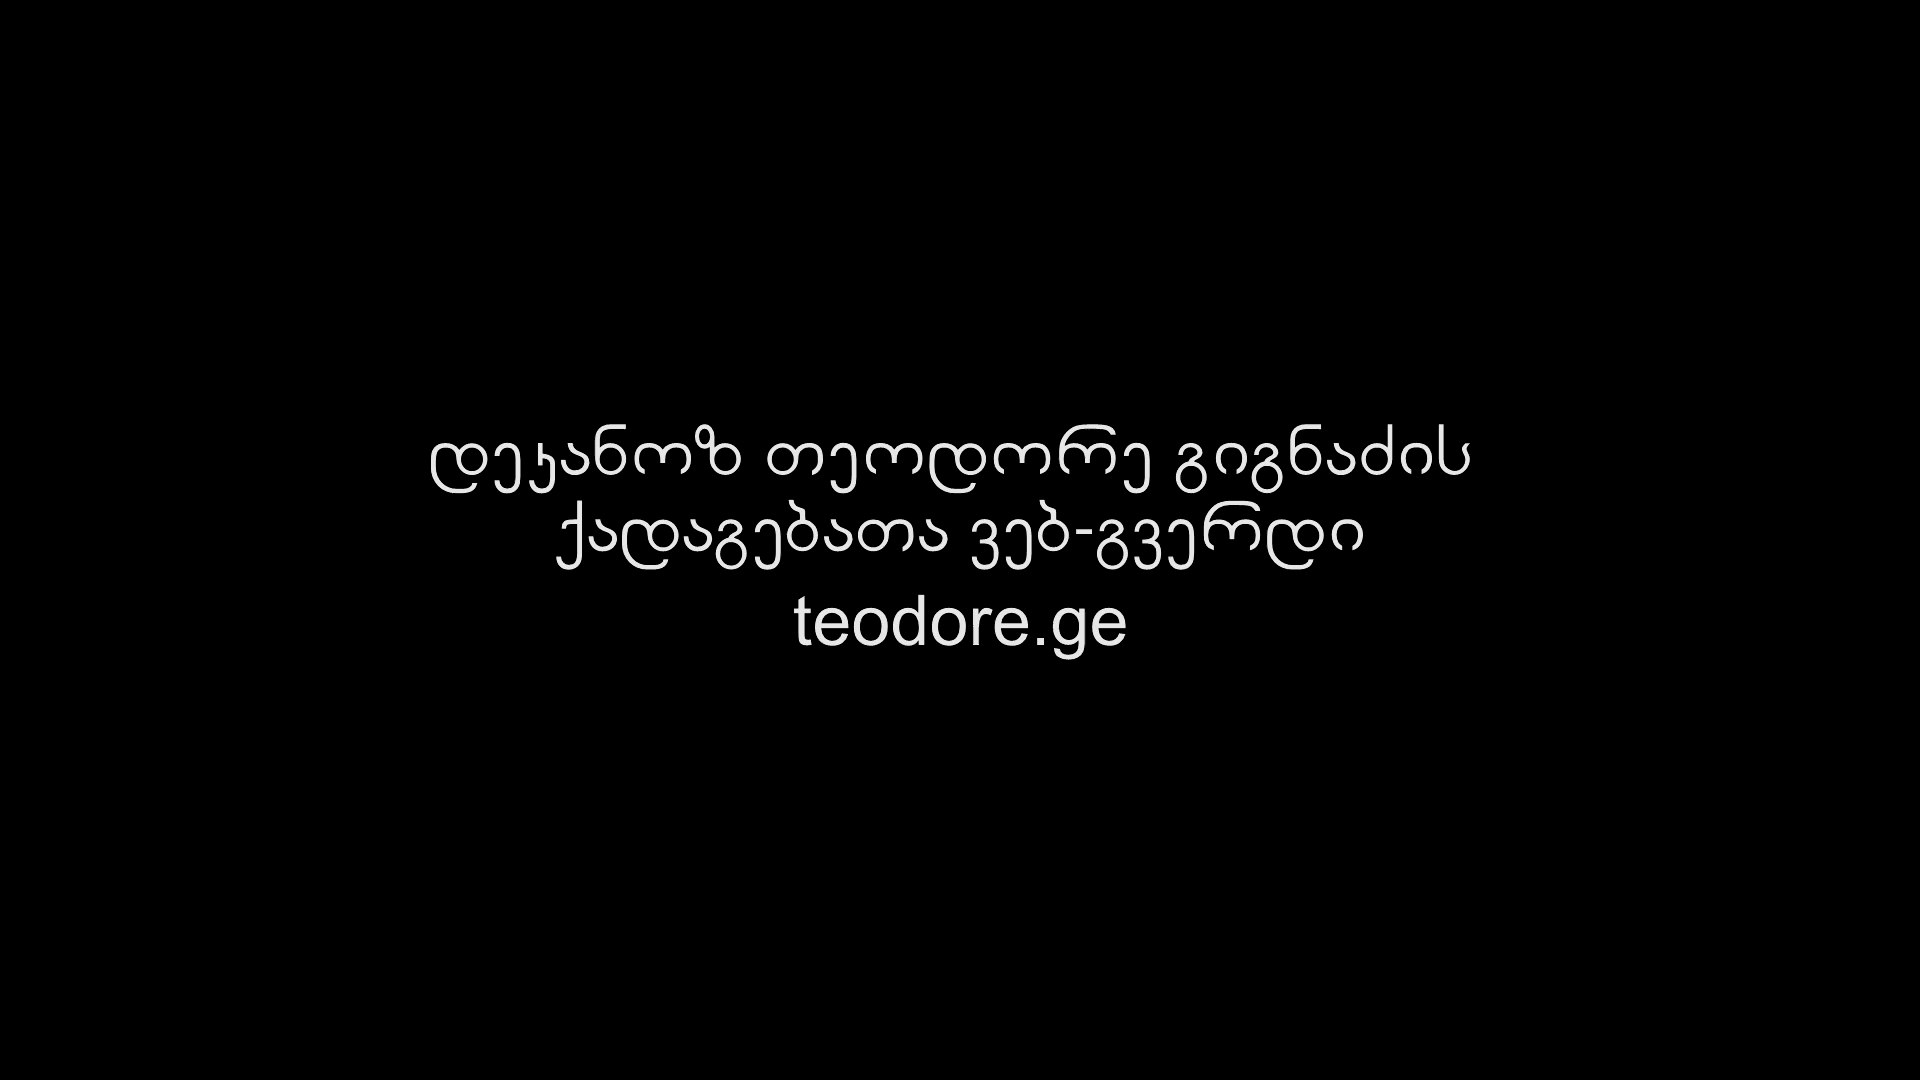 დეკანოზ თეოდორე გიგნაძის
ქადაგებათა ვებ-გვერდი
teodore.ge